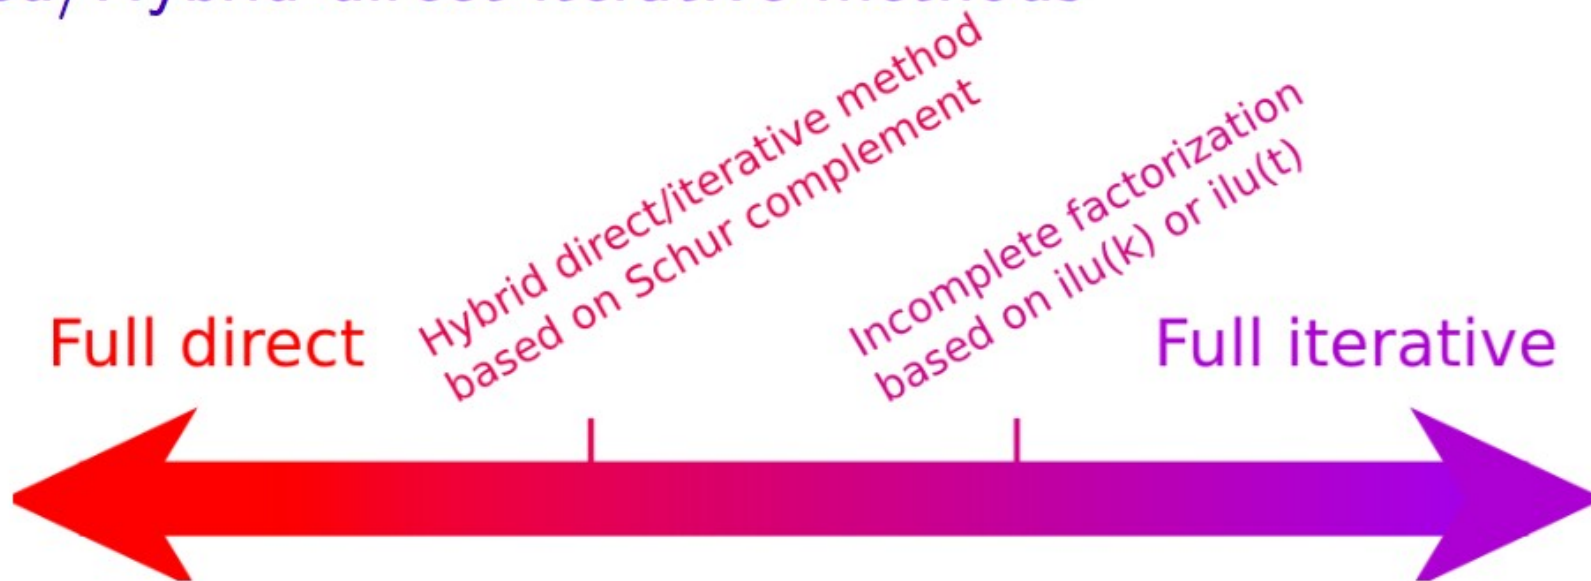 Hybrid direct/iterative method
based on Schur complement
Incomplete factorization
based on ilu(k) or ilu(t)
Full direct
Full iterative